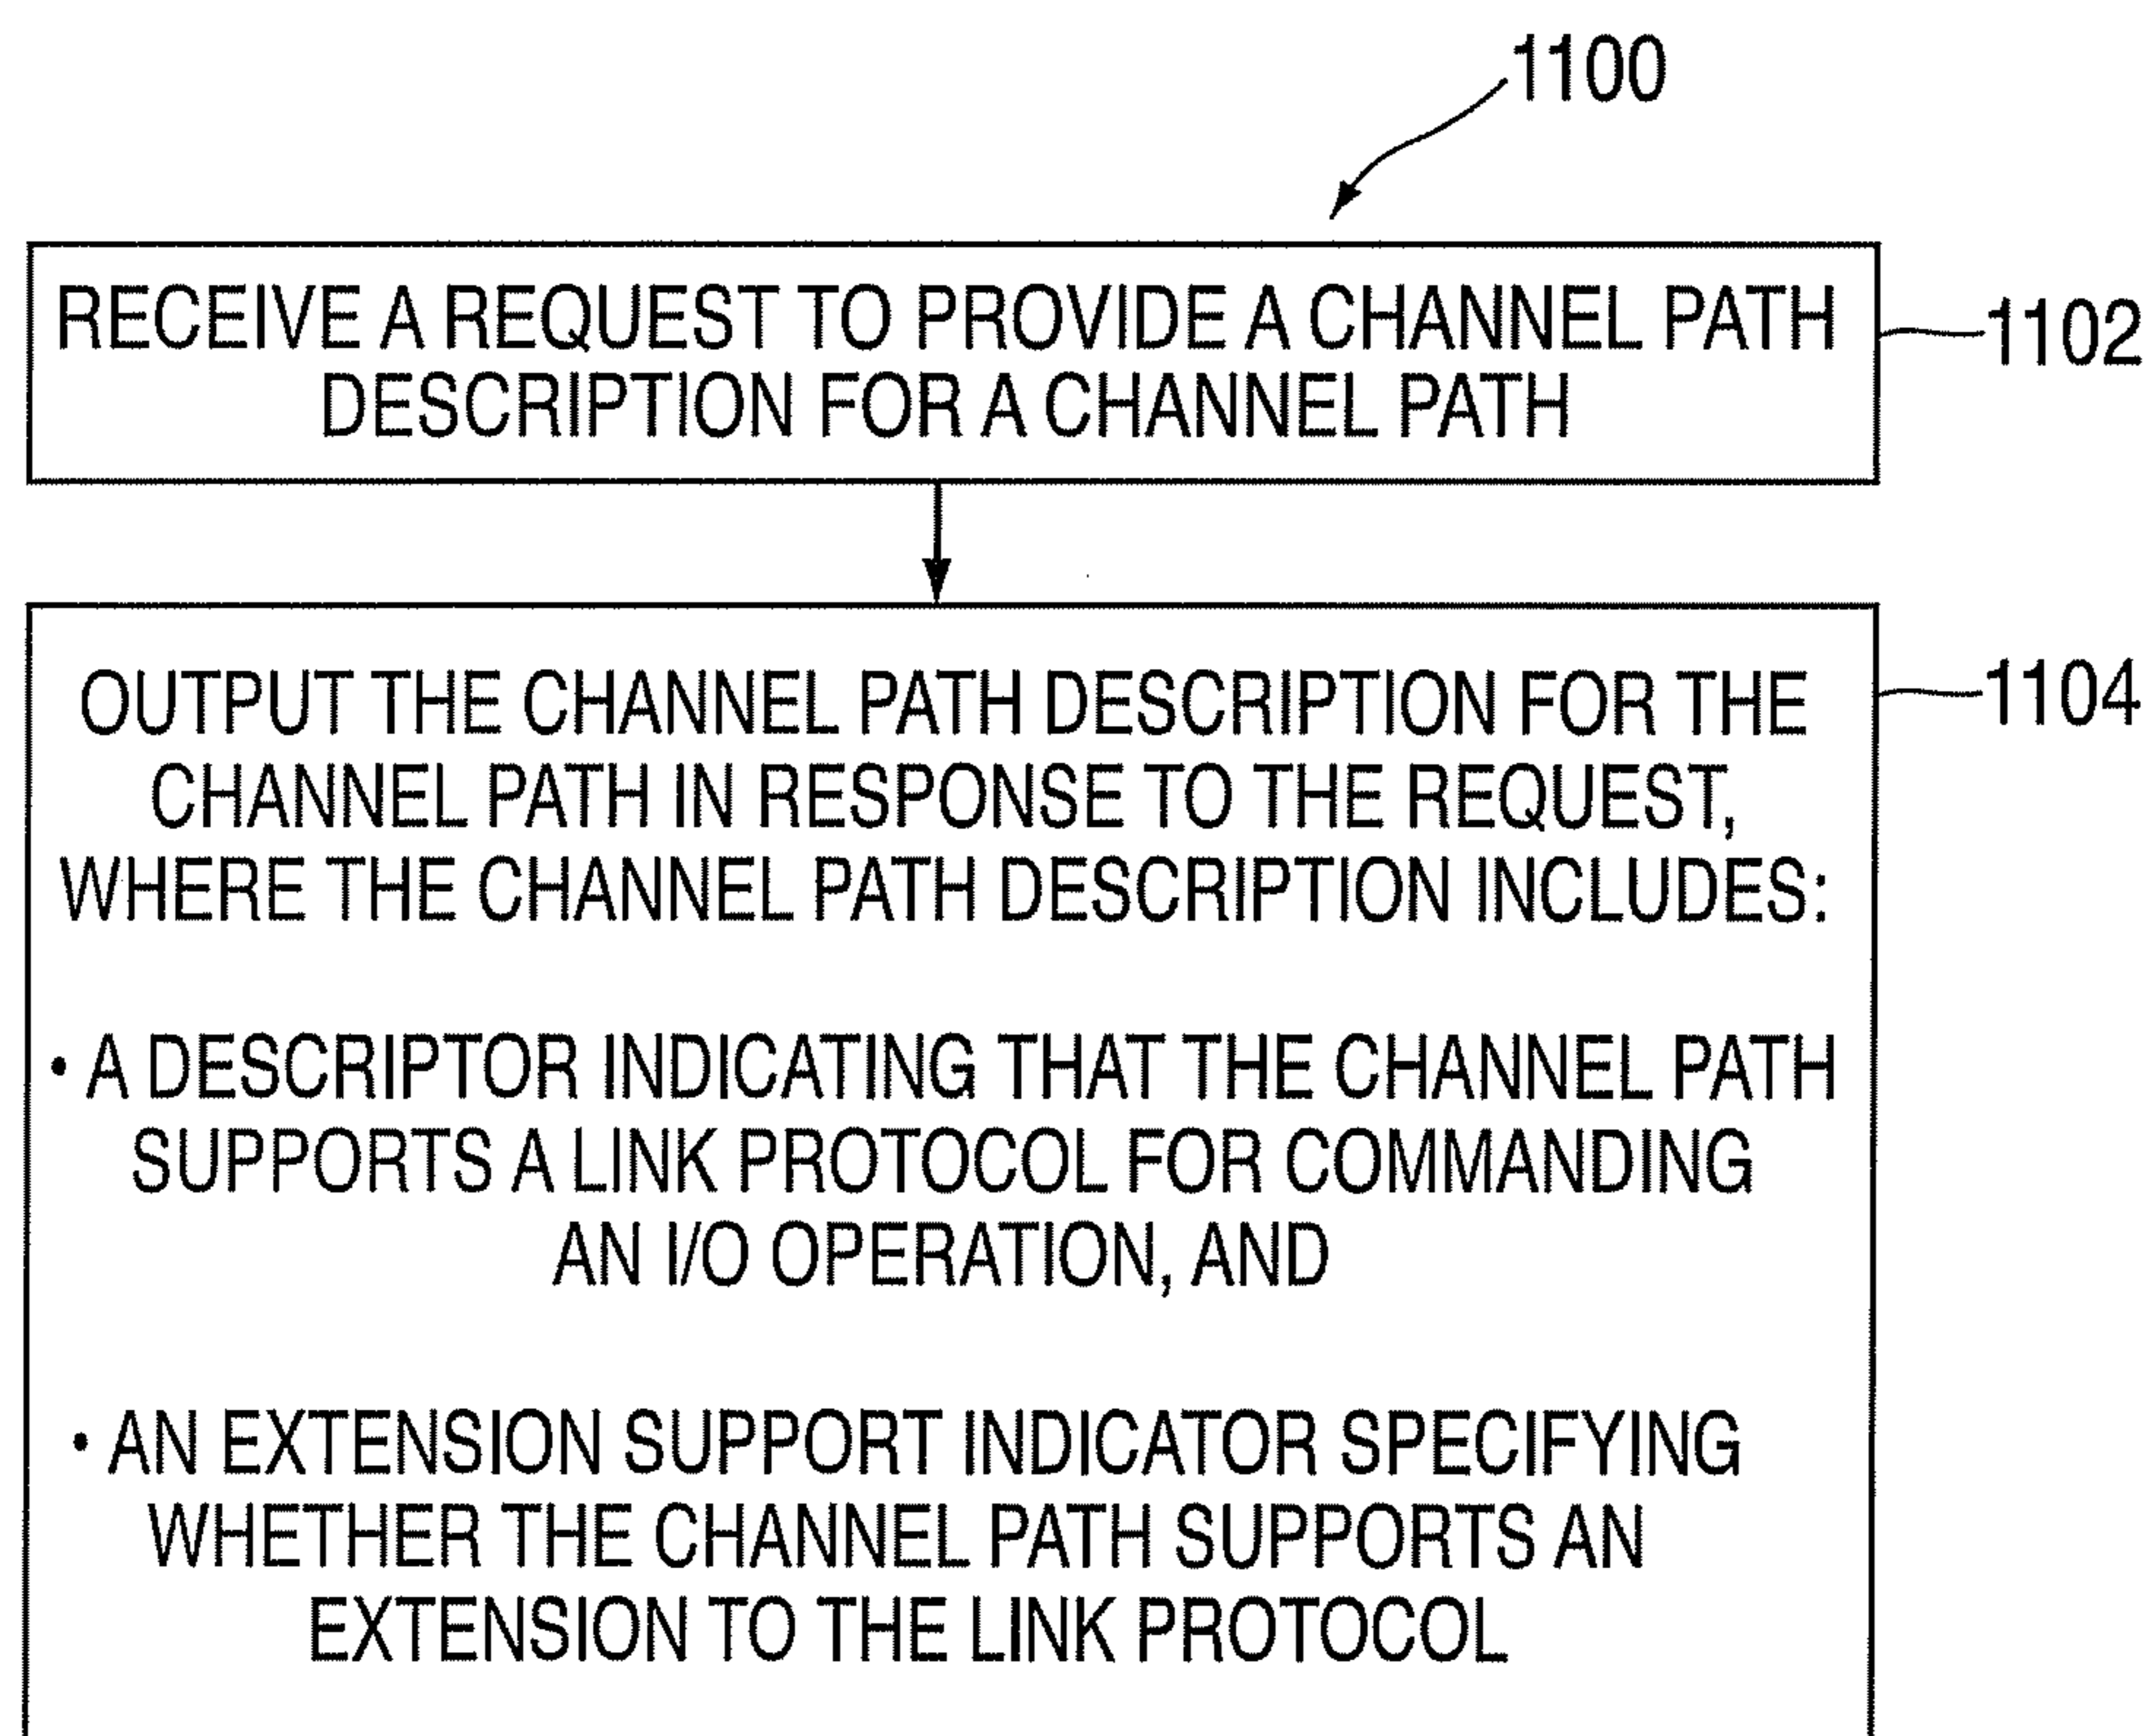 1100
RECEIVE A REQUEST TO PROVIDE A CHANNEL PATH
DESCRIPTION FOR A CHANNEL PATH
1102
OUTPUT THE CHANNEL PATH DESCRIPTION FOR THE
CHANNEL PATH IN RESPONSE TO THE REQUEST,
WHERE THE CHANNEL PATH DESCRIPTION INCLUDES:
1104
• A DESCRIPTOR INDICATING THAT THE CHANNEL PATH
SUPPORTS A LINK PROTOCOL FOR COMMANDING
AN I/O OPERATION, AND
• AN EXTENSION SUPPORT INDICATOR SPECIFYING
WHETHER THE CHANNEL PATH SUPPORTS AN
EXTENSION TO THE LINK PROTOCOL